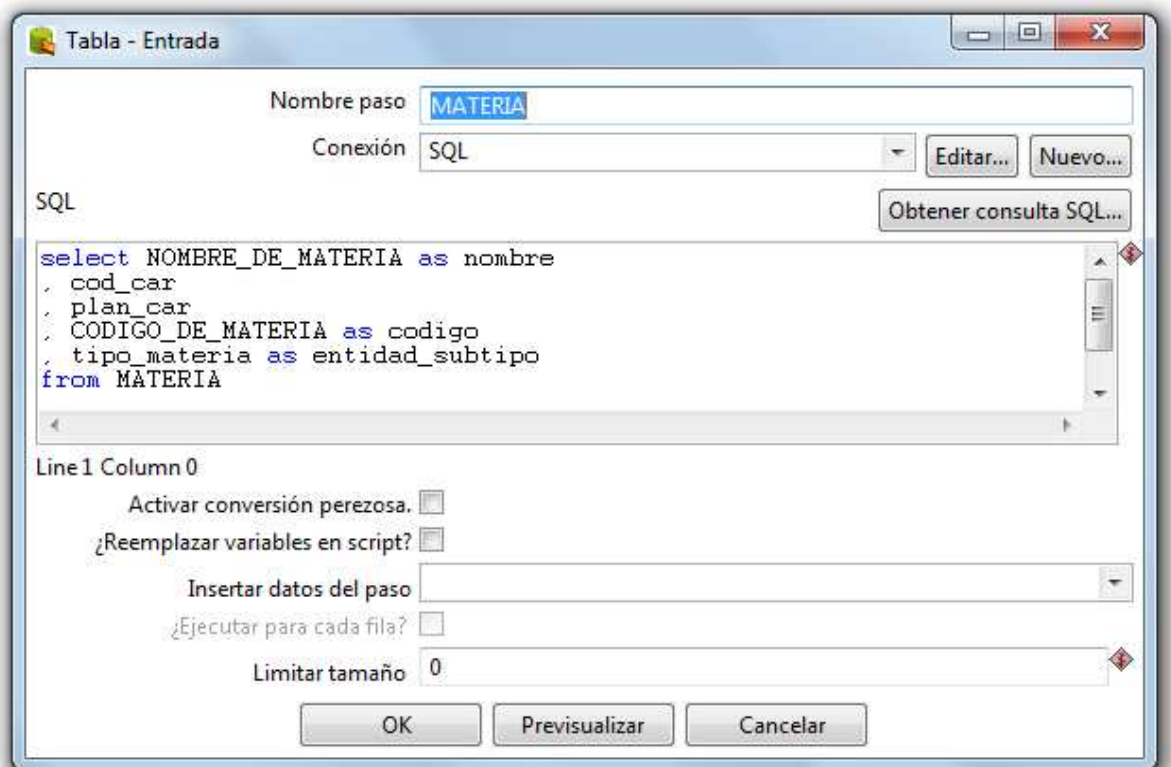 Tabla - Entrada
Nombre paso MATERIA
Conexión SQL Editar... Nuevo...
SQL Obtener consulta SQL...
select NOMBRE_DE_MATERIA as nombre
, cod_car
, plan_car
, CODIGO_DE_MATERIA as codigo
, tipo_materia as entidad_subtipo
from MATERIA
Line 1 Column 0
Activar conversión perezosa.
¿Reemplazar variables en script?
Insertar datos del paso
¿Ejecutar para cada fila?
Limitar tamaño 0
OK Previsualizar Cancelar